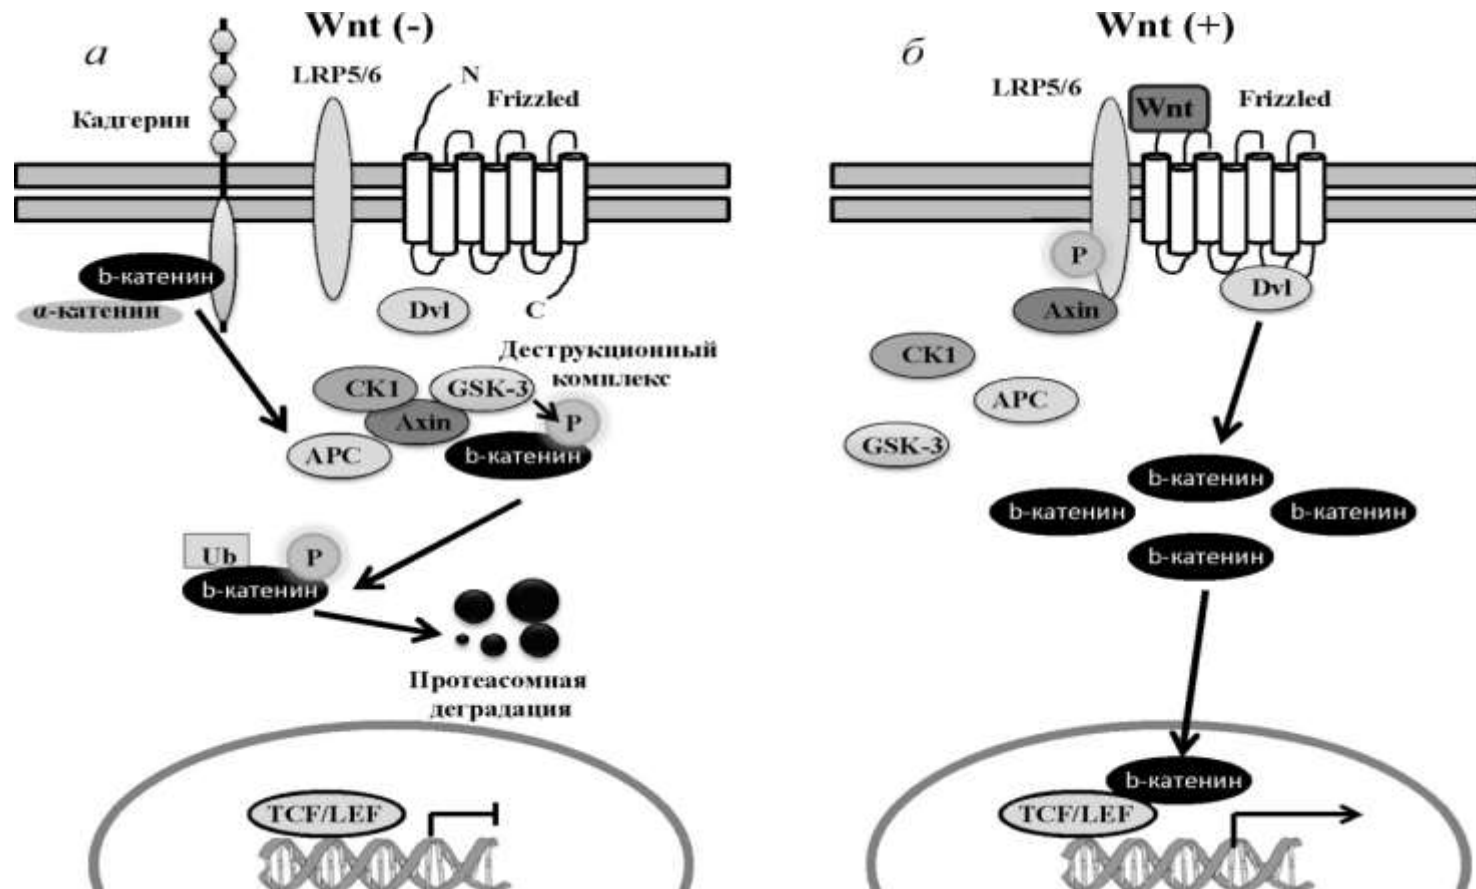 а
Wnt (-)
LRP5/6
N
Frizzled
Кадгерин
b-катенин
α-катенин
Dvl
C
Деструкционный
комплекс
CK1
GSK-3
P
Axin
APC
b-катенин
Ub
P
b-катенин
Протеасомная
деградация
TCF/LEF
б
Wnt (+)
LRP5/6
Wnt
Frizzled
P
Dvl
Axin
CK1
APC
GSK-3
b-катенин
b-катенин
b-катенин
b-катенин
b-катенин
TCF/LEF